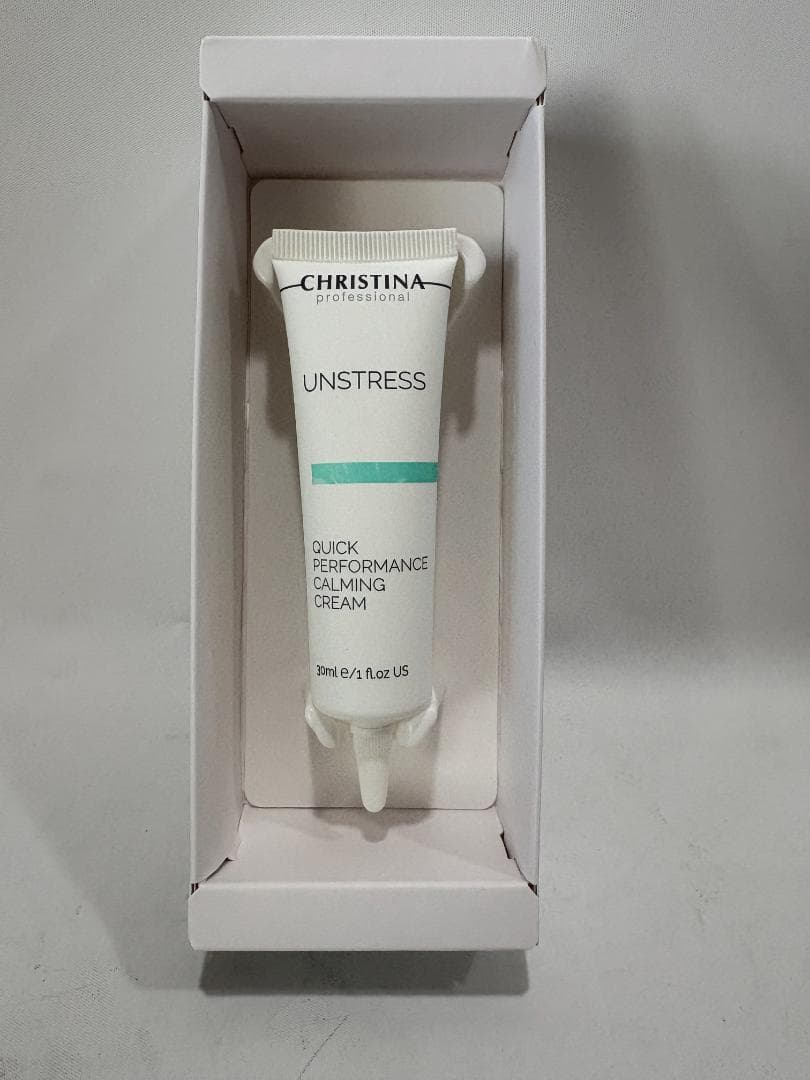 CHRISTINA
professional
UNSTRESS
QUICK
PERFORMANCE
CALMING
CREAM
30ml e/1 fl.oz US